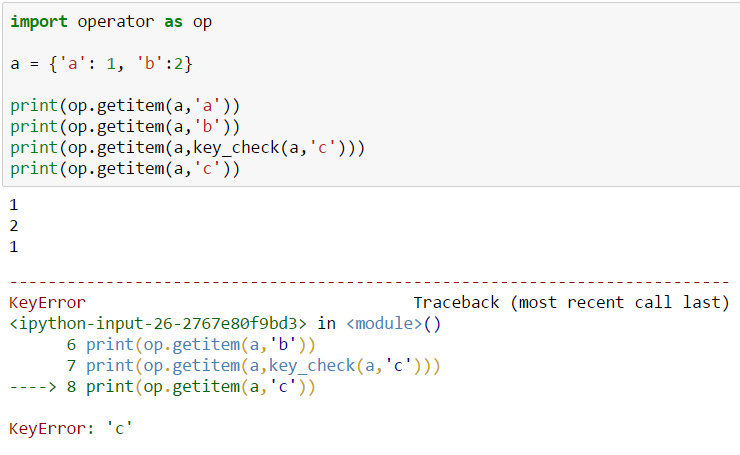 import operator as op
a = {'a': 1, 'b':2}
print(op.getitem(a,'a'))
print(op.getitem(a,'b'))
print(op.getitem(a,key_check(a,'c')))
print(op.getitem(a,'c'))
1
2
1
---------------------------------------------------------------------------
KeyError                                  Traceback (most recent call last)
<ipython-input-26-2767e80f9bd3> in <module>()
      6 print(op.getitem(a,'b'))
      7 print(op.getitem(a,key_check(a,'c')))
----> 8 print(op.getitem(a,'c'))
KeyError: 'c'